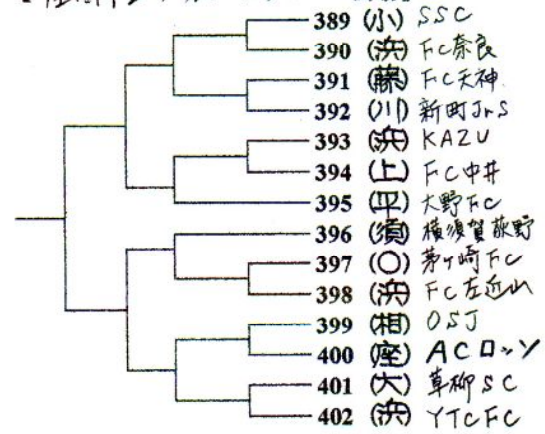 389 (小) SSC
390 (浜) FC奈良
391 (藤) FC天神
392 (川) 新町JrS
393 (浜) KAZU
394 (上) FC中井
395 (平) 大野FC
396 (須) 横須賀荻野
397 (〇) 茅ヶ崎FC
398 (浜) FC左近山
399 (相) OSJ
400 (座) ACロッソ
401 (大) 草柳SC
402 (浜) YTCFC